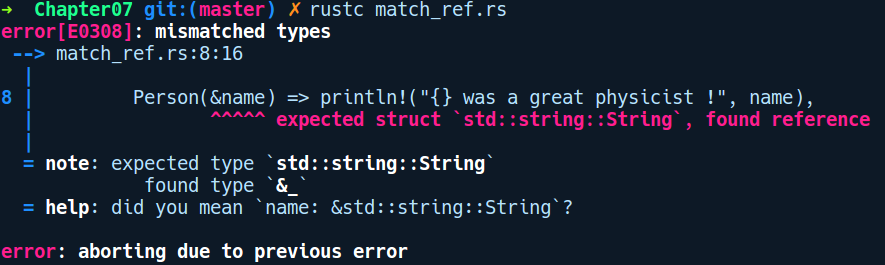 ➜  Chapter07 git:(master) ✗ rustc match_ref.rs
error[E0308]: mismatched types
 --> match_ref.rs:8:16
  |
8 |         Person(&name) => println!("{} was a great physicist !", name),
  |                ^^^^^ expected struct `std::string::String`, found reference
  |
  = note: expected type `std::string::String`
             found type `&_`
  = help: did you mean `name: &std::string::String`?
error: aborting due to previous error